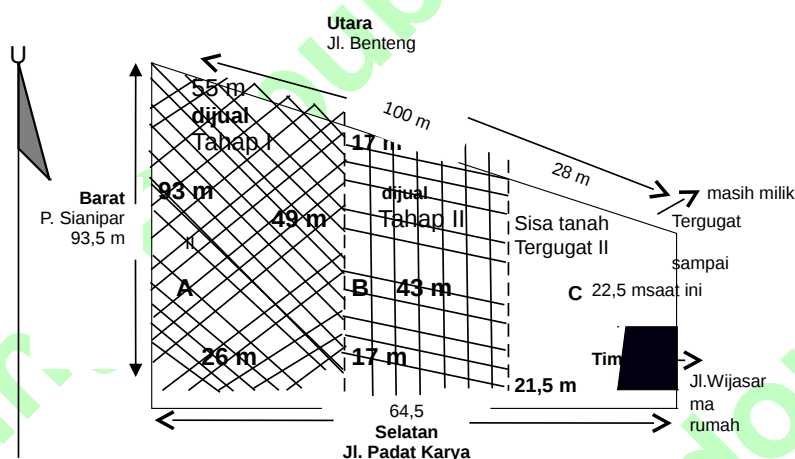 Utara
Jl. Benteng
U
55 m
dijual
Tahap I
100 m
17 m
28 m
masih milik
Tergugat
sampai
saat ini
Barat
P. Sianipar
93,5 m
93 m
49 m
II
dijual
Tahap II
Sisa tanah
Tergugat II
A
B
43 m
C
22,5 m
26 m
17 m
21,5 m
Tim
Jl.Wijasar
ma
rumah
64,5
Selatan
Jl. Padat Karya